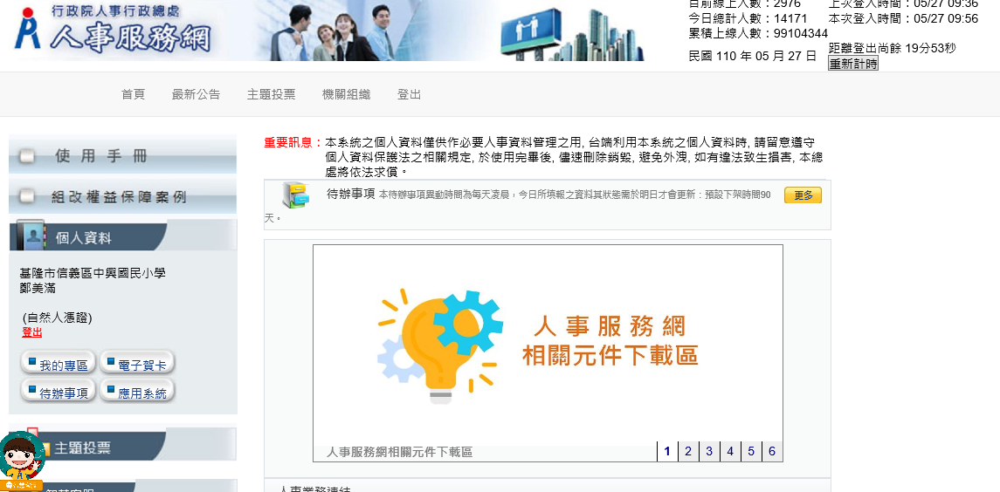 行政院人事行政總處
人事服務網
目前線上人數：2976
今日總計人數：14171
累積上線人數：99104344
民國 110 年 05 月 27 日
上次登入時間：05/27 09:36
本次登入時間：05/27 09:56
距離登出尚餘 19分53秒
重新計時
首頁 最新公告 主題投票 機關組織 登出
使用手冊
組改權益保障案例
個人資料
基隆市信義區中興國民小學
鄭美滿
(自然人憑證)
登出
我的專區 電子賀卡
待辦事項 應用系統
主題投票
智慧客服
重要訊息：本系統之個人資料僅供作必要人事資料管理之用, 台端利用本系統之個人資料時, 請留意遵守
個人資料保護法之相關規定, 於使用完畢後, 儘速刪除銷毀, 避免外洩, 如有違法致生損害, 本總
處將依法求償。
待辦事項 本待辦事項異動時間為每天凌晨，今日所填報之資料其狀態需於明日才會更新：預設下架時間90
天。
更多
人事服務網
相關元件下載區
人事服務網相關元件下載區
1 2 3 4 5 6
人事業務連結